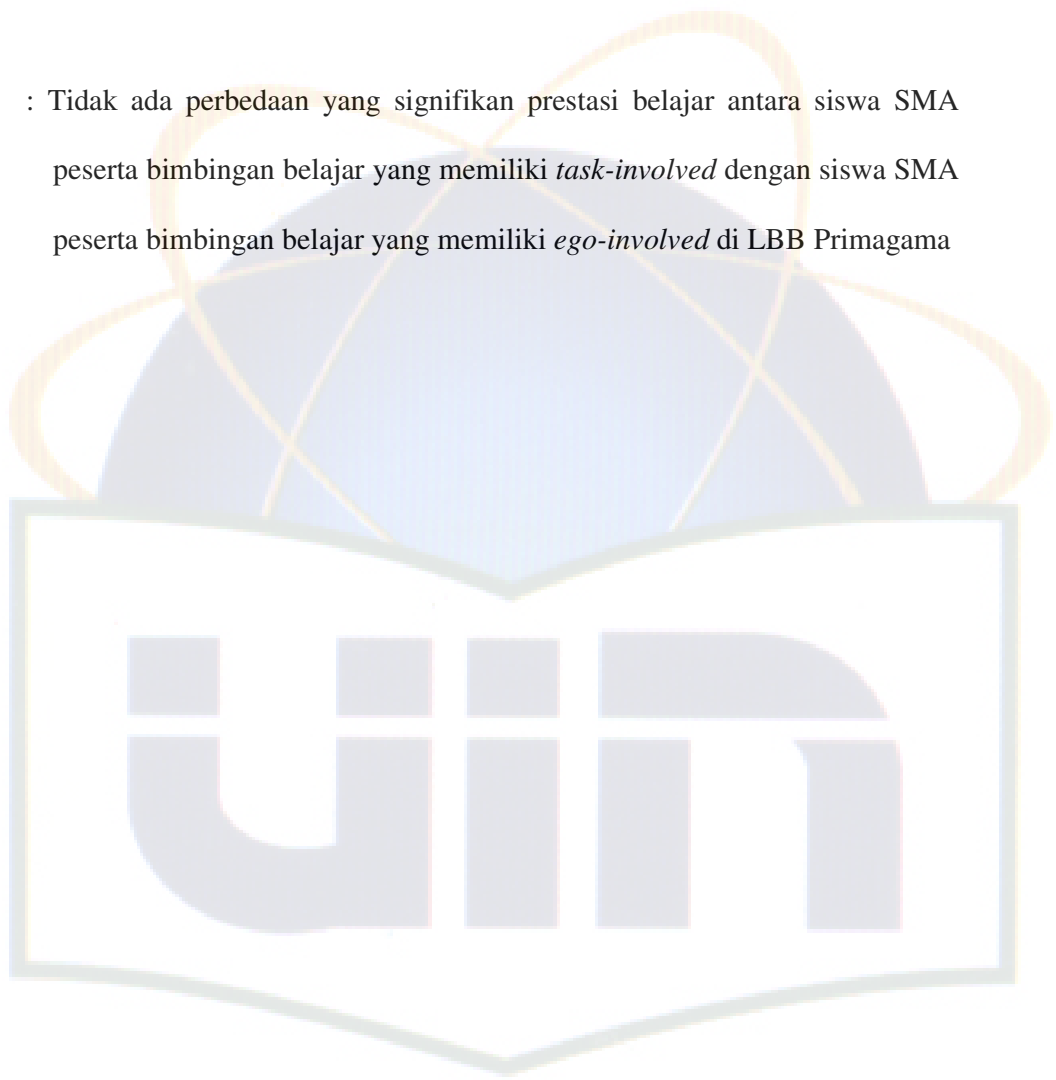 : Tidak ada perbedaan yang signifikan prestasi belajar antara siswa SMA
peserta bimbingan belajar yang memiliki task-involved dengan siswa SMA
peserta bimbingan belajar yang memiliki ego-involved di LBB Primagama
uin